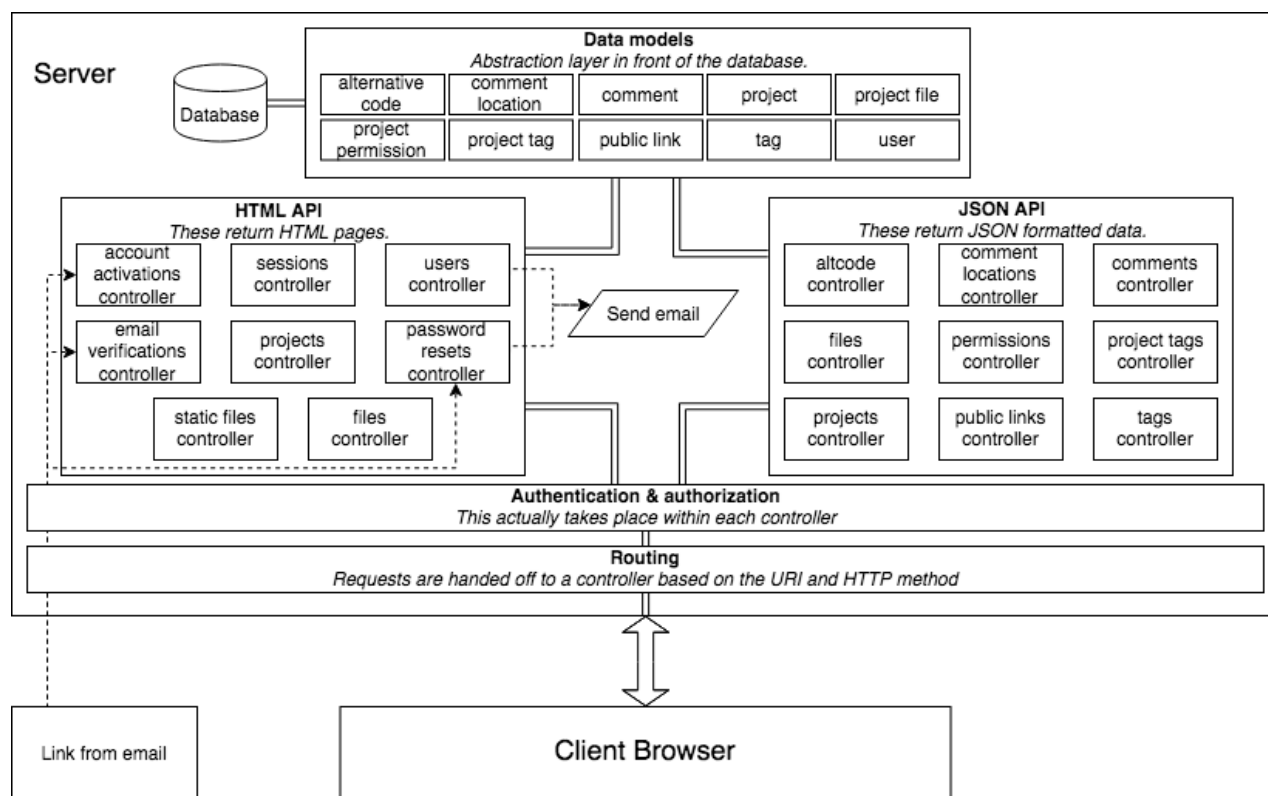 Server
Database
Data models
Abstraction layer in front of the database.
alternative
code
comment
location
comment
project
project file
project
permission
project tag
public link
tag
user
HTML API
These return HTML pages.
account
activations
controller
sessions
controller
users
controller
email
verifications
controller
projects
controller
password
resets
controller
static files
controller
files
controller
Send email
JSON API
These return JSON formatted data.
altcode
controller
comment
locations
controller
comments
controller
files
controller
permissions
controller
project tags
controller
projects
controller
public links
controller
tags
controller
Authentication & authorization
This actually takes place within each controller
Routing
Requests are handed off to a controller based on the URI and HTTP method
Link from email
Client Browser